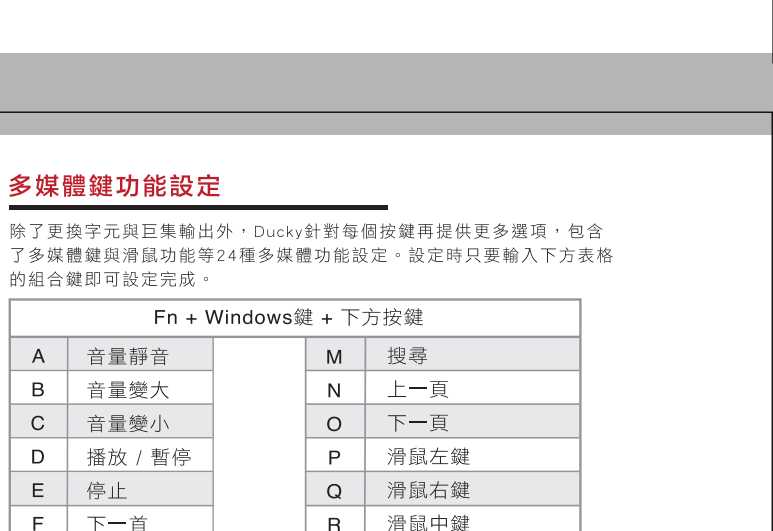 多媒體鍵功能設定
除了更換字元與巨集輸出外，Ducky針對每個按鍵再提供更多選項，包含
了多媒體鍵與滑鼠功能等24種多媒體功能設定。設定時只要輸入下方表格
的組合鍵即可設定完成。
Fn + Windows鍵 + 下方按鍵
A 音量靜音 M 搜尋
B 音量變大 N 上一頁
C 音量變小 O 下一頁
D 播放 / 暫停 P 滑鼠左鍵
E 停止 Q 滑鼠右鍵
F 下一首 R 滑鼠中鍵